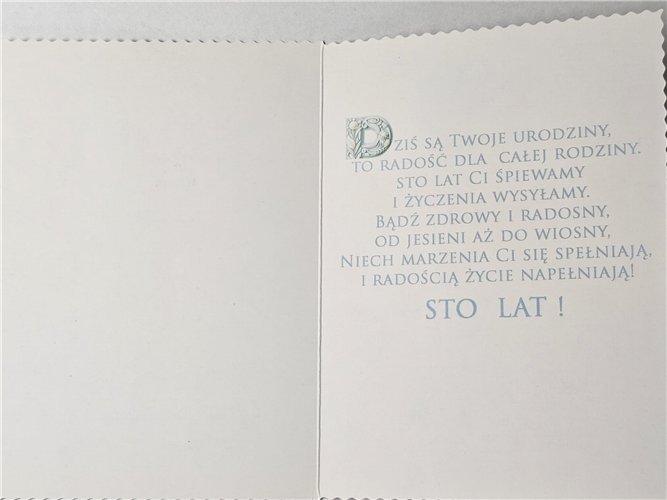 Dziś są Twoje urodziny,
to radość dla całej rodziny.
Sto lat Ci śpiewamy
i życzenia wysyłamy.
Bądź zdrowy i radosny,
od jesieni aż do wiosny,
Niech marzenia Ci się spełniają,
i radością życie napełniają!
STO LAT !